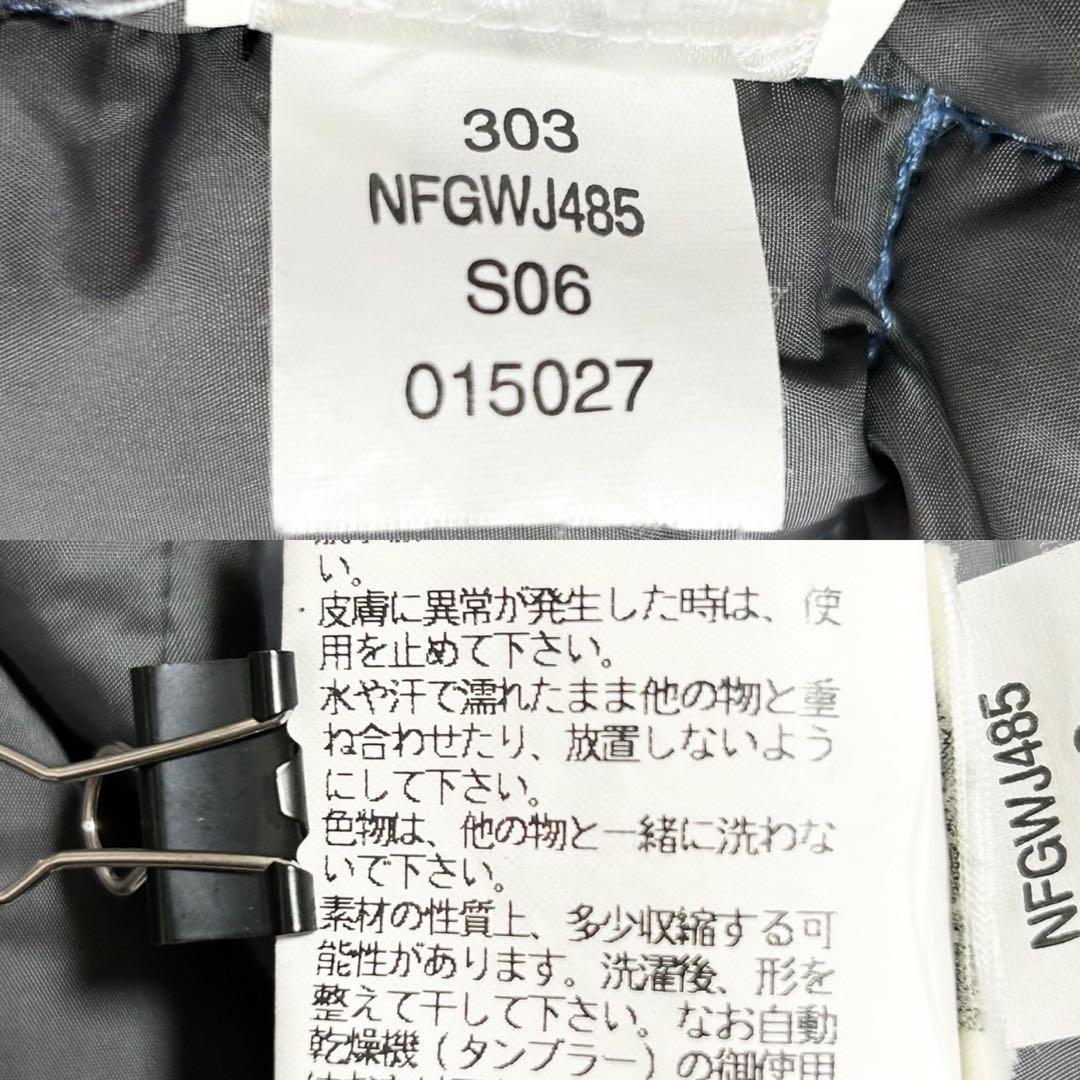 303
NFGWJ485
S06
015027
い。
皮膚に異常が発生した時は、使
用を止めて下さい。
水や汗で濡れたまま他の物と重
ね合わせたり、放置しないよう
にして下さい。
色物は、他の物と一緒に洗わな
いで下さい。
素材の性質上、多少収縮する可
能性があります。洗濯後、形を
整えて干して下さい。なお自動
乾燥機(タンブラー)の御使用
NFGWJ485